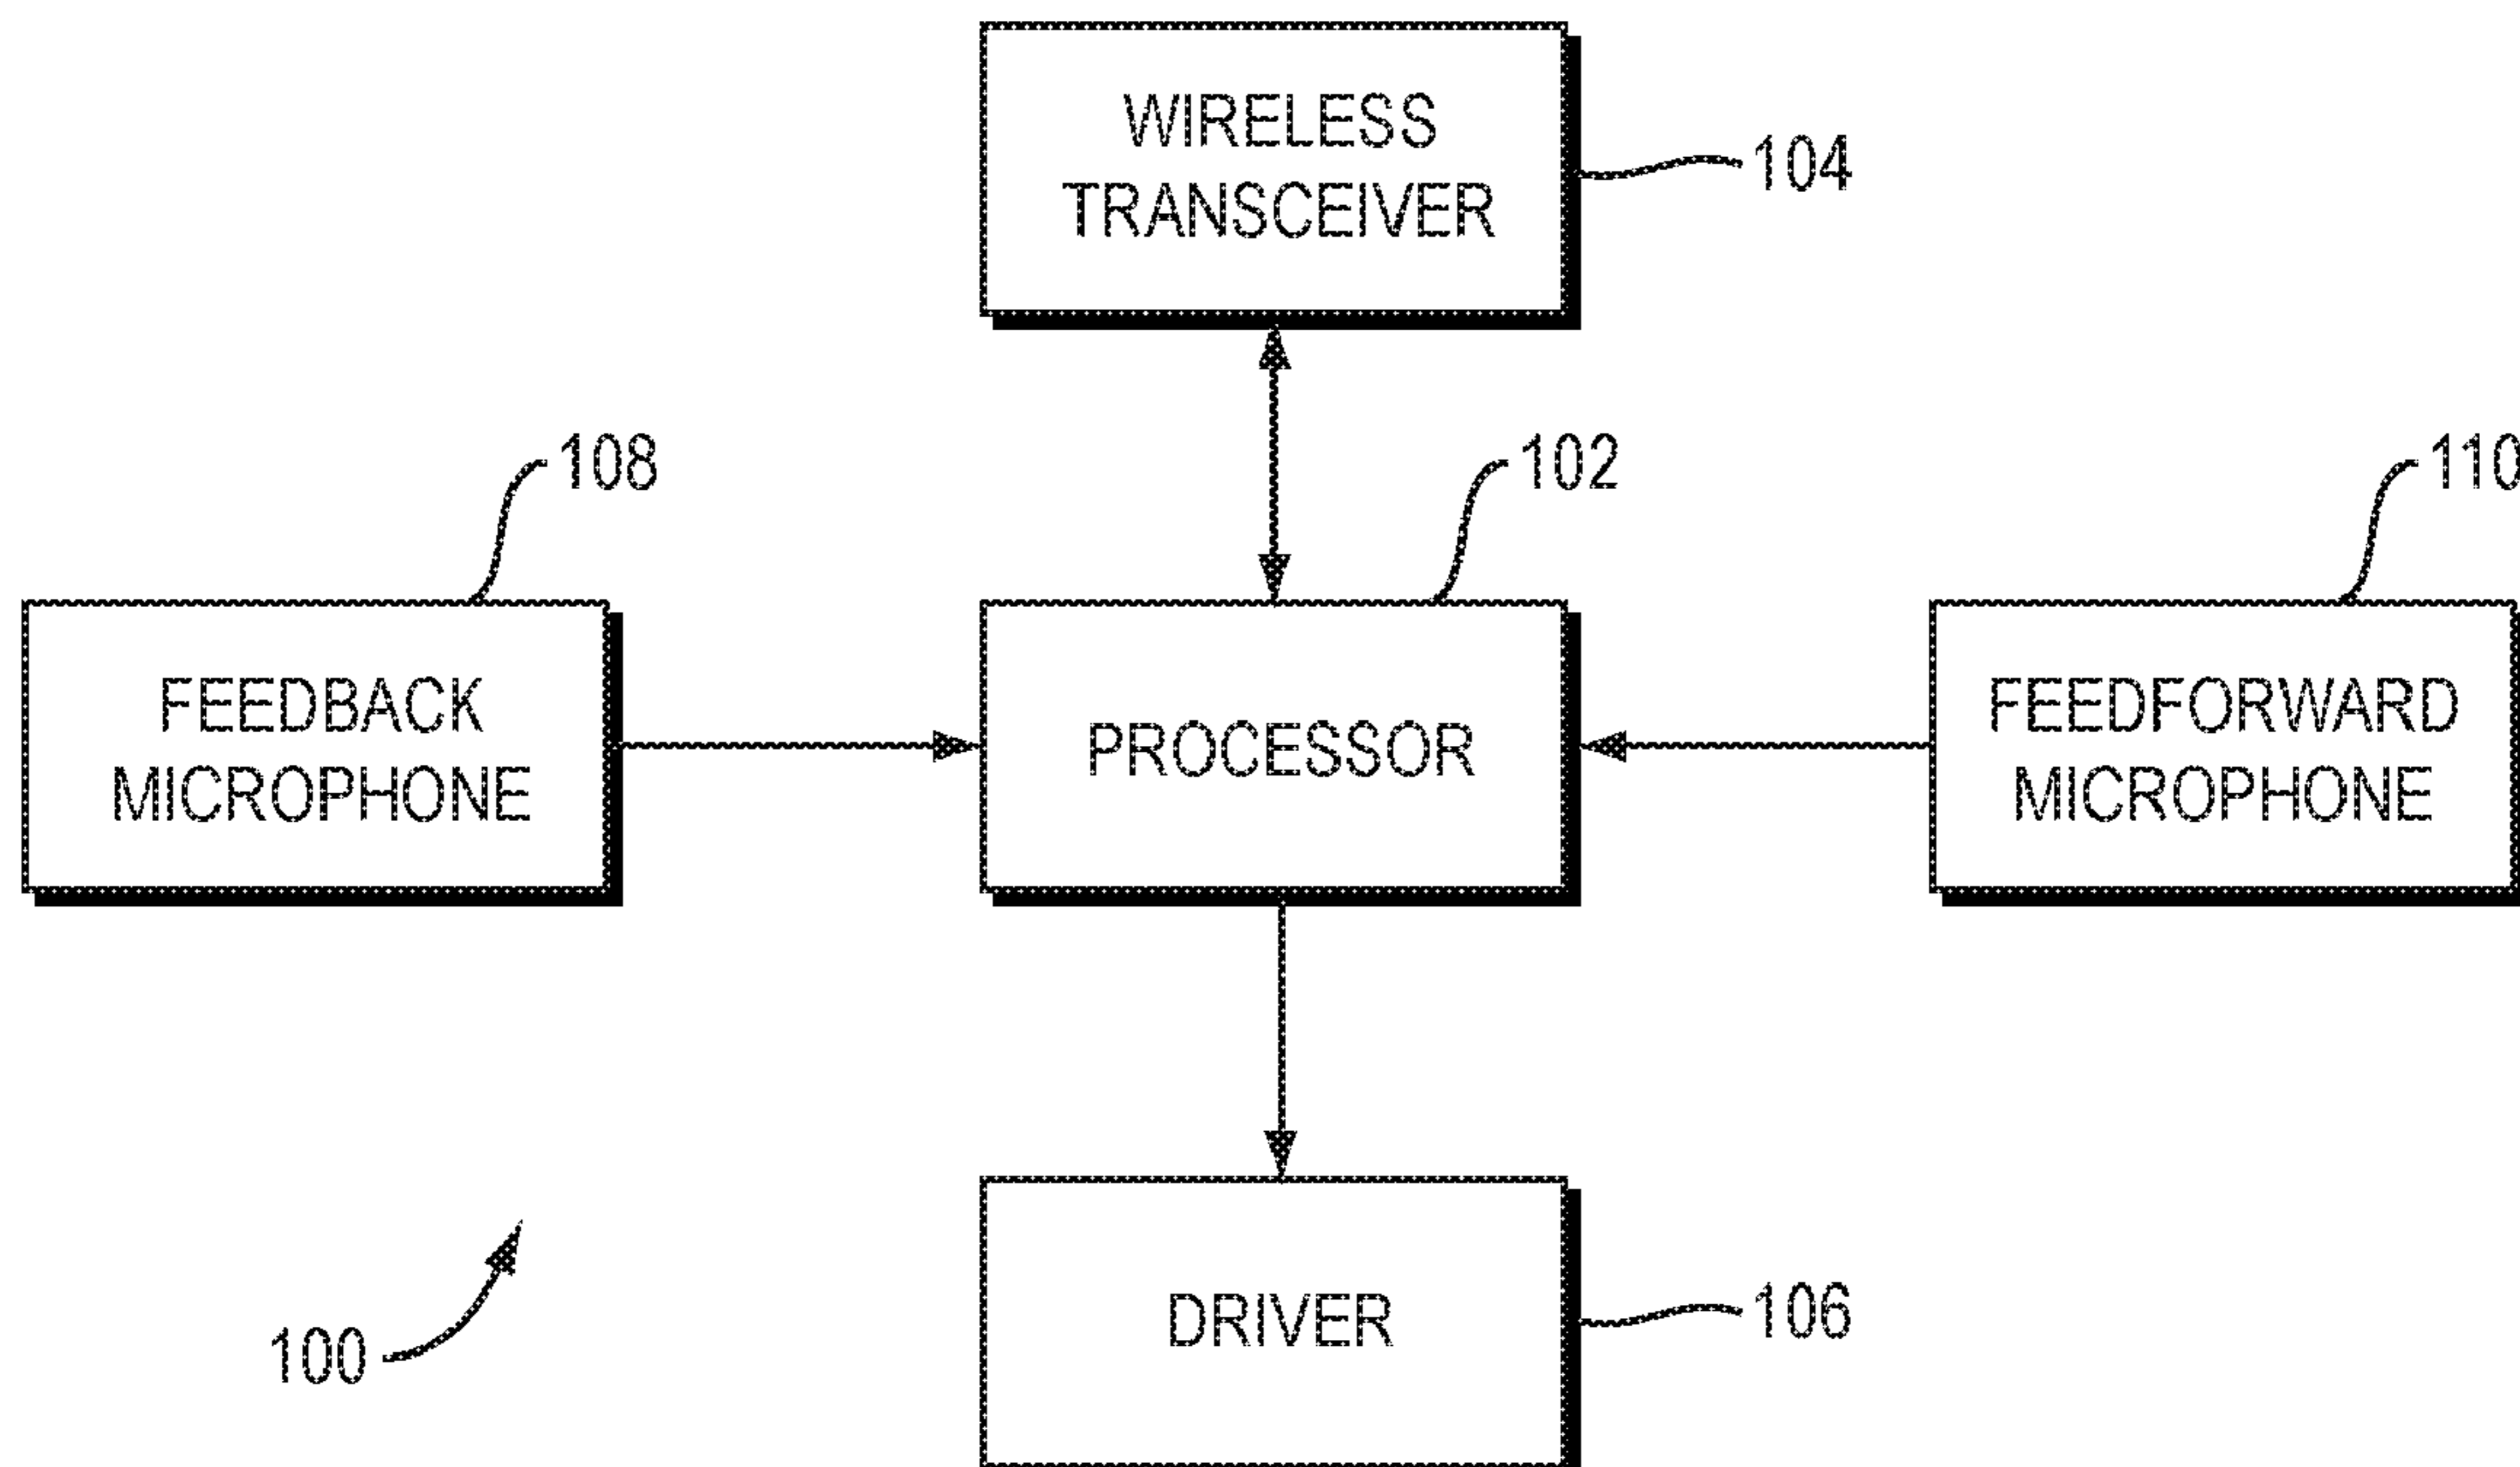 WIRELESS
TRANSCEIVER
104
108
102
110
FEEDBACK
MICROPHONE
PROCESSOR
FEEDFORWARD
MICROPHONE
DRIVER
106
100